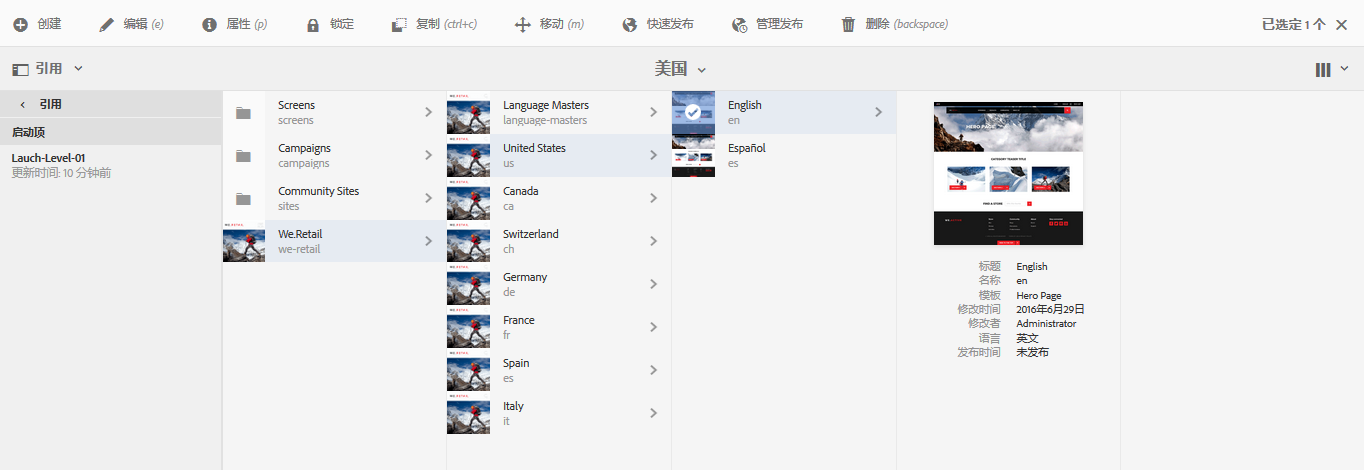 创建
编辑 (e)
属性 (p)
锁定
复制 (ctrl+c)
移动 (m)
快速发布
管理发布
删除 (backspace)
已选定 1 个
引用
美国
引用
启动项
Lauch-Level-01
更新时间: 10 分钟前
Screens
screens
Campaigns
campaigns
Community Sites
sites
We.Retail
we-retail
Language Masters
language-masters
United States
us
Canada
ca
Switzerland
ch
Germany
de
France
fr
Spain
es
Italy
it
English
en
Español
es
HERO PAGE
CATEGORY TEASER TITLE
FIND A STORE
标题 English
名称 en
模板 Hero Page
修改时间 2016年6月29日
修改者 Administrator
语言 英文
发布时间 未发布